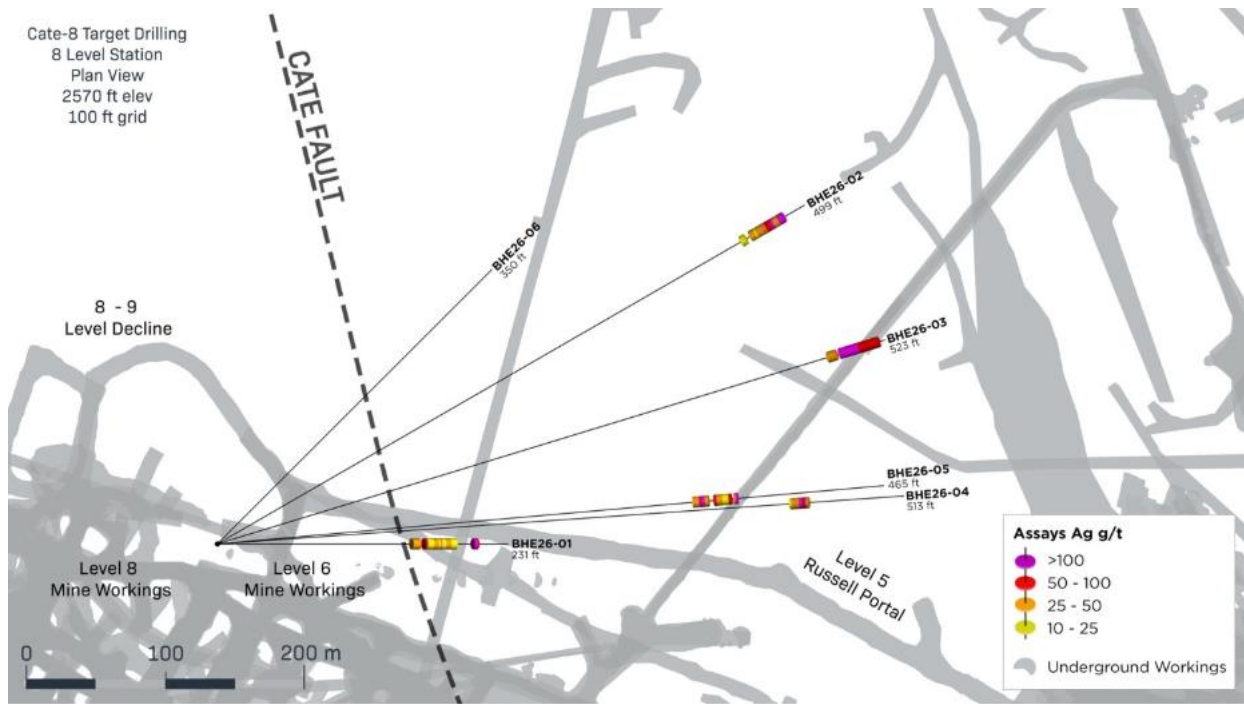 Cate-8 Target Drilling
8 Level Station
Plan View
2570 ft elev
100 ft grid
CATE FAULT
BHE26-02
499 ft
BHE26-06
350 ft
8 - 9
Level Decline
BHE26-03
523 ft
BHE26-05
465 ft
BHE26-04
513 ft
BHE26-01
231 ft
Level 8
Mine Workings
Level 6
Mine Workings
Level 5
Russell Portal
0 100 200 m
Assays Ag g/t
>100
50 - 100
25 - 50
10 - 25
Underground Workings